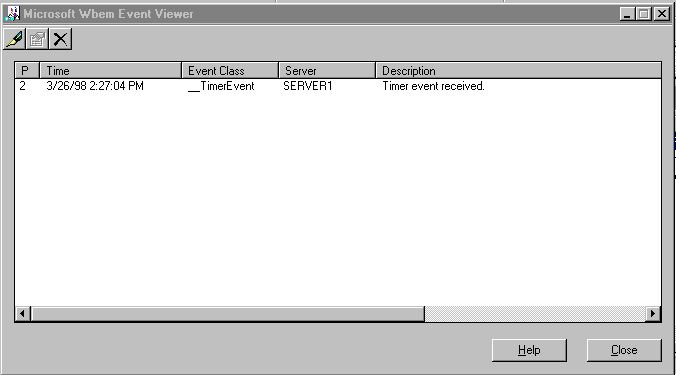 Microsoft Wbem Event Viewer
P Time Event Class Server Description
2 3/26/98 2:27:04 PM __TimerEvent SERVER1 Timer event received.
Help Close